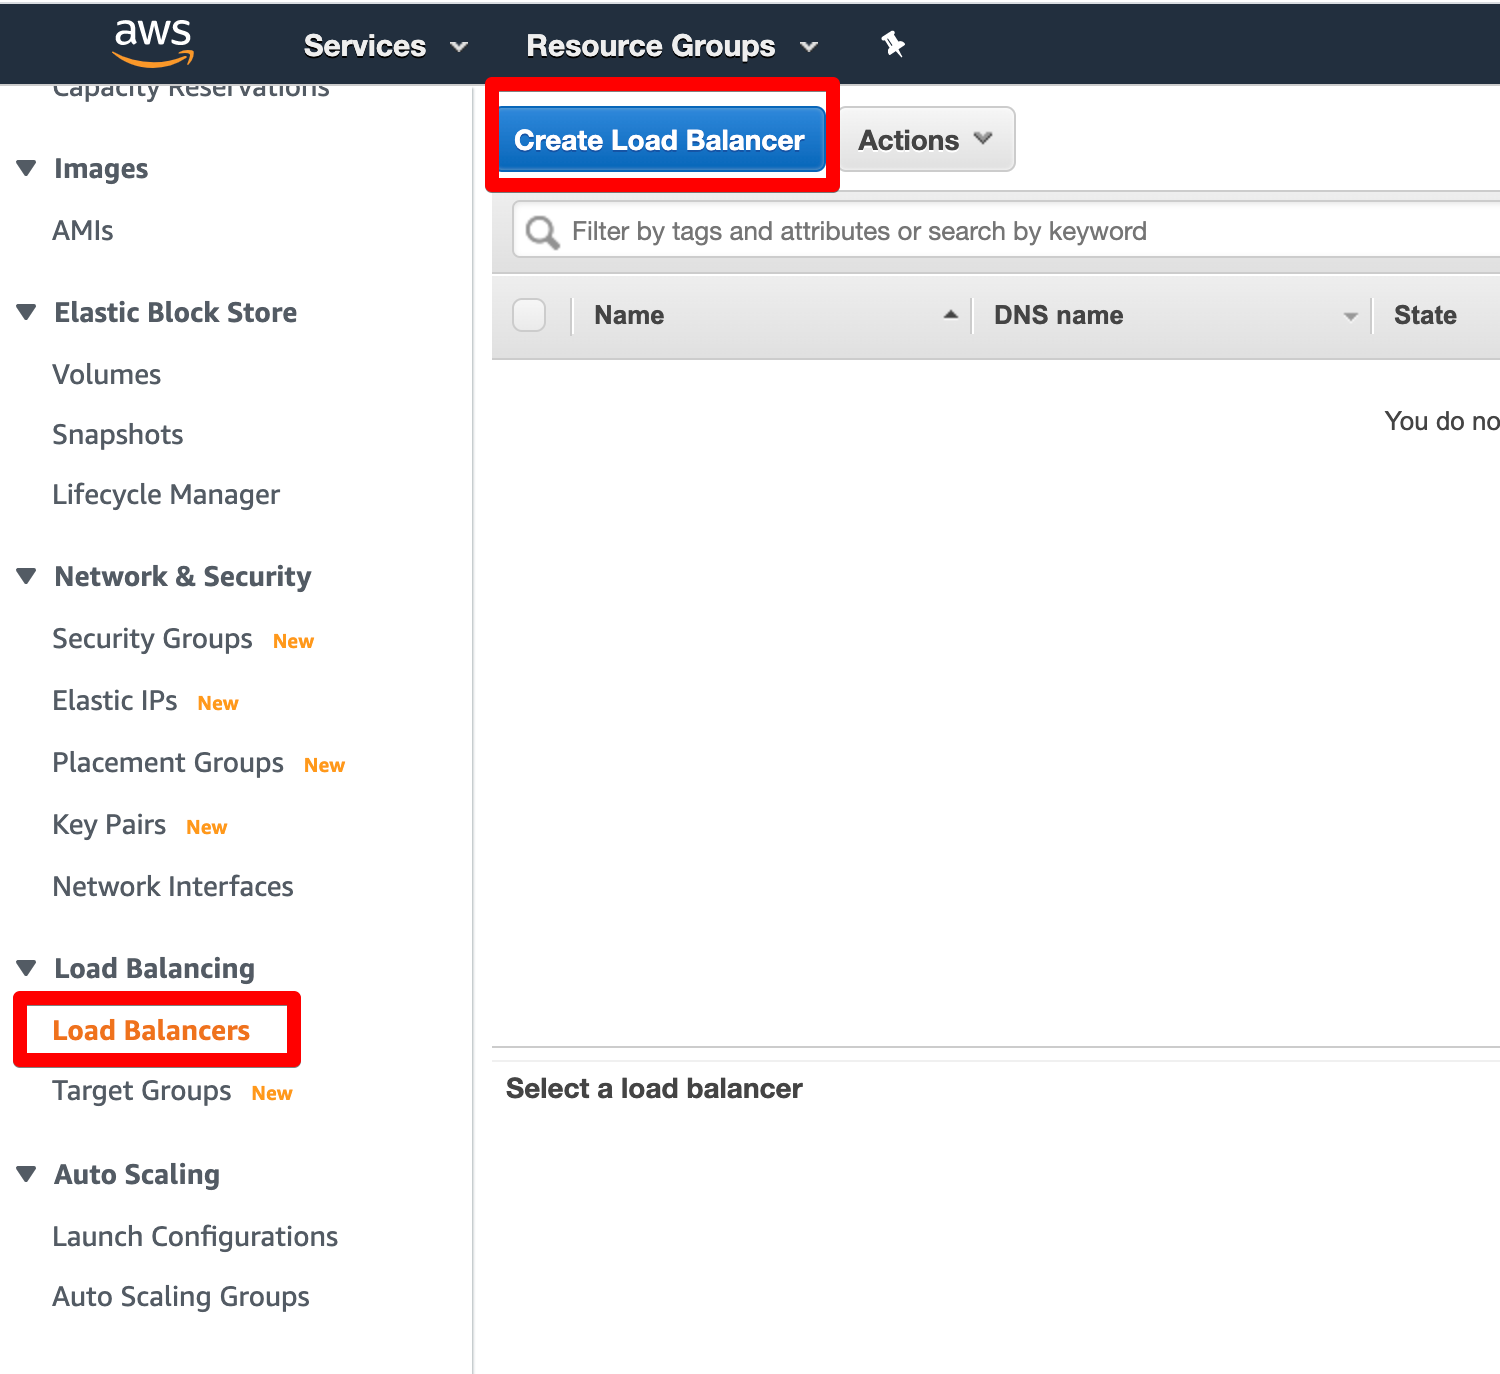 aws
Services
Resource Groups
Capacity Reservations
Images
AMIs
Elastic Block Store
Volumes
Snapshots
Lifecycle Manager
Network & Security
Security Groups New
Elastic IPs New
Placement Groups New
Key Pairs New
Network Interfaces
Load Balancing
Load Balancers
Target Groups New
Auto Scaling
Launch Configurations
Auto Scaling Groups
Create Load Balancer
Actions
Filter by tags and attributes or search by keyword
Name
DNS name
State
You do no
Select a load balancer